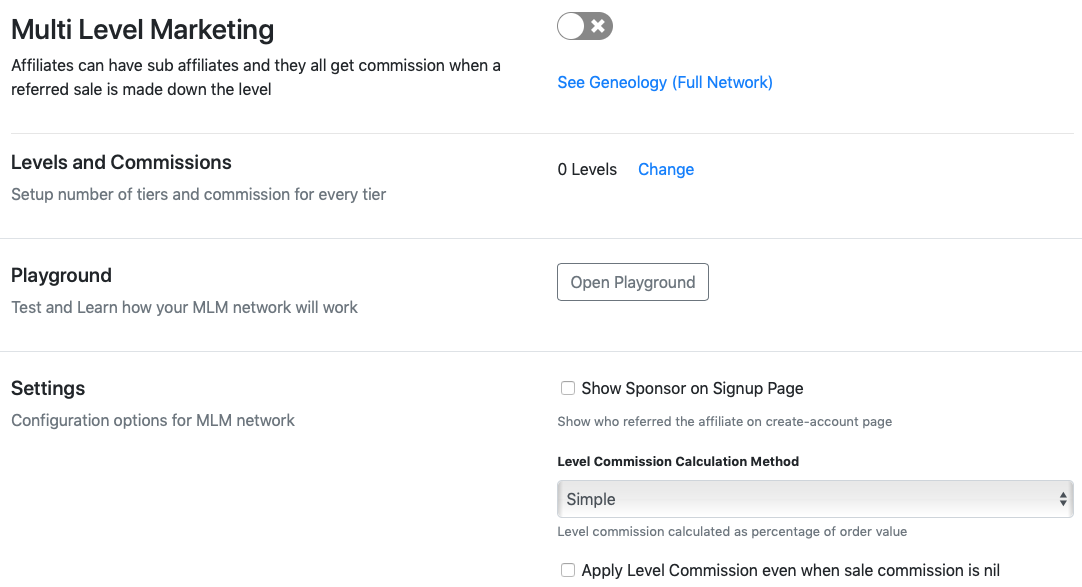 Multi Level Marketing
Affiliates can have sub affiliates and they all get commission when a
referred sale is made down the level
See Geneology (Full Network)
Levels and Commissions
Setup number of tiers and commission for every tier
0 Levels Change
Playground
Test and Learn how your MLM network will work
Open Playground
Settings
Configuration options for MLM network
Show Sponsor on Signup Page
Show who referred the affiliate on create-account page
Level Commission Calculation Method
Simple
Level commission calculated as percentage of order value
Apply Level Commission even when sale commission is nil